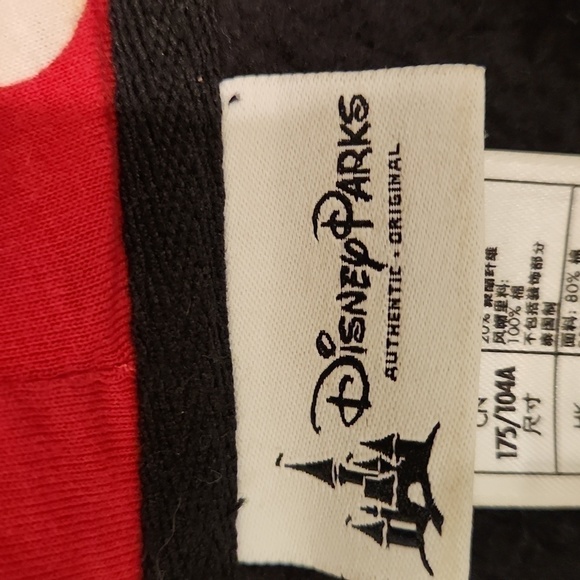 DISNEY PARKS
AUTHENTIC · ORIGINAL
CN
175/104A
尺寸
20% 聚酯纤维
风帽里料:
100% 棉
不包括装饰部分
泰国制
面料: 80% 棉